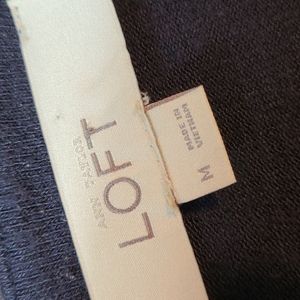 ANN TAYLOR
LOFT
M
MADE IN
VIETNAM